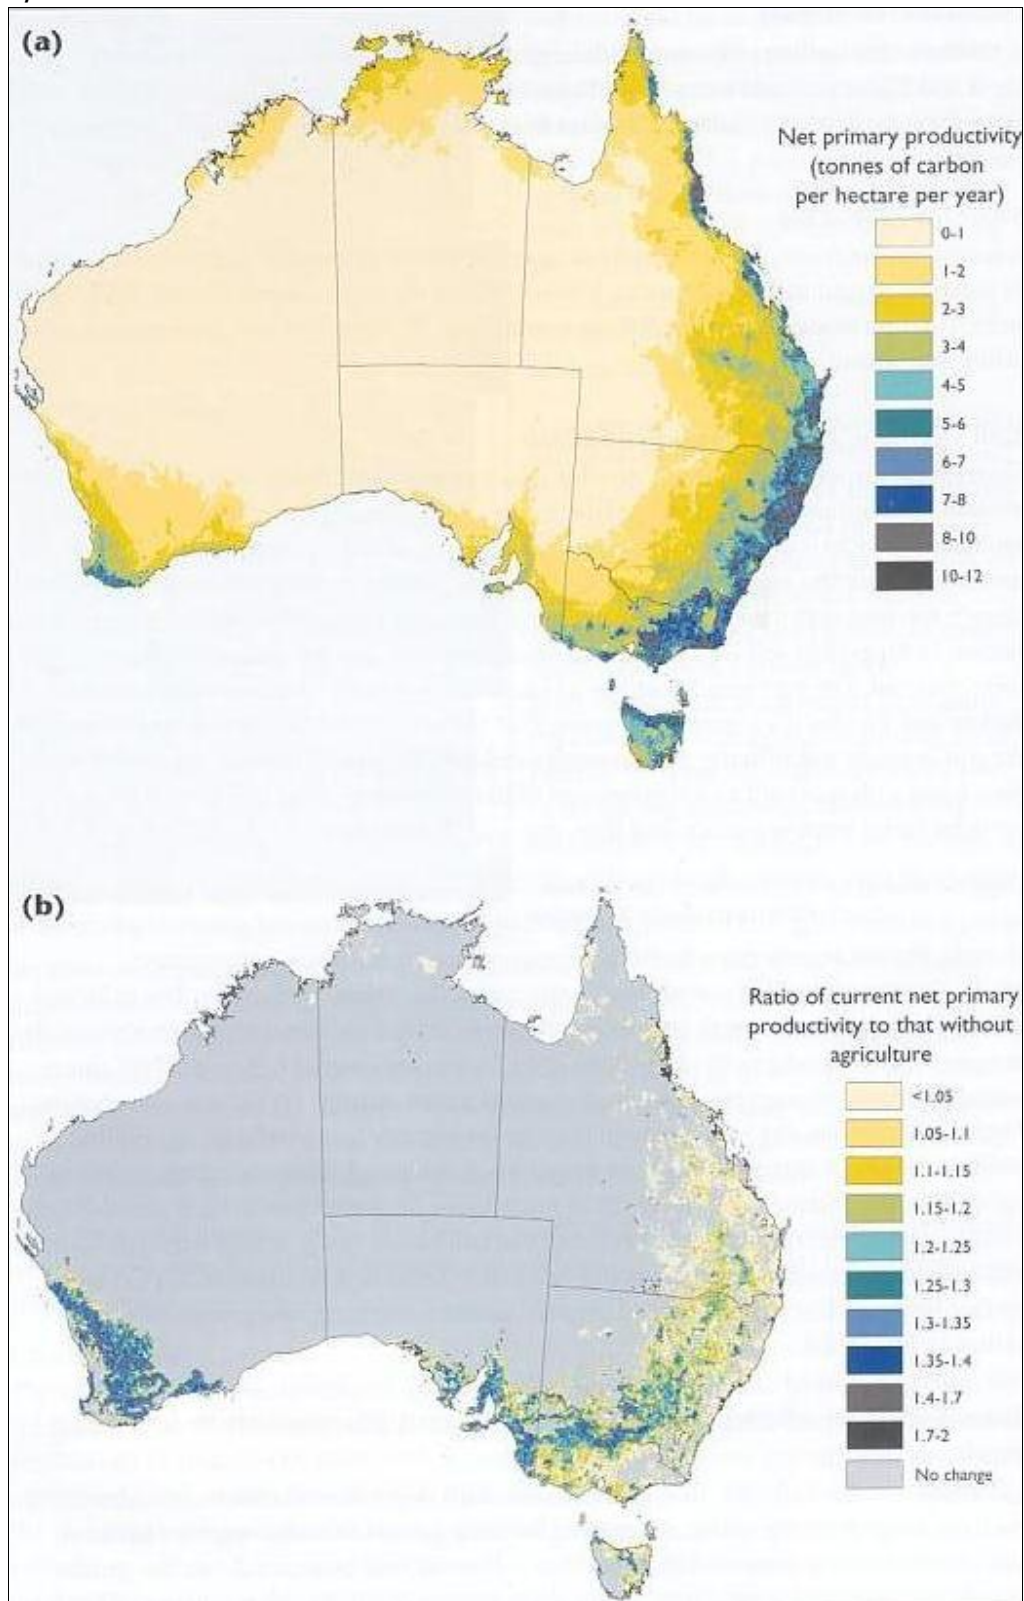 (a)
Net primary productivity
(tonnes of carbon
per hectare per year)
0-1
1-2
2-3
3-4
4-5
5-6
6-7
7-8
8-10
10-12
(b)
Ratio of current net primary
productivity to that without
agriculture
<1.05
1.05-1.1
1.1-1.15
1.15-1.2
1.2-1.25
1.25-1.3
1.3-1.35
1.35-1.4
1.4-1.7
1.7-2
No change